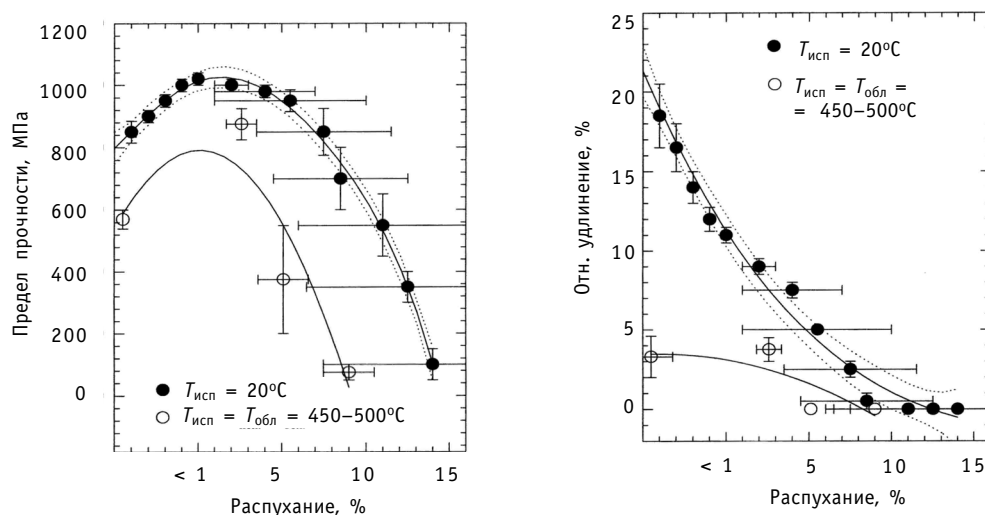 1200
1000
800
600
400
200
0
Предел прочности, МПа
Tисп = 20°C
Tисп = Tобл = 450–500°C
< 1
5
10
15
Распухание, %
25
20
15
10
5
0
Отн. удлинение, %
Tисп = 20°C
Tисп = Tобл =
= 450–500°C
< 1
5
10
15
Распухание, %